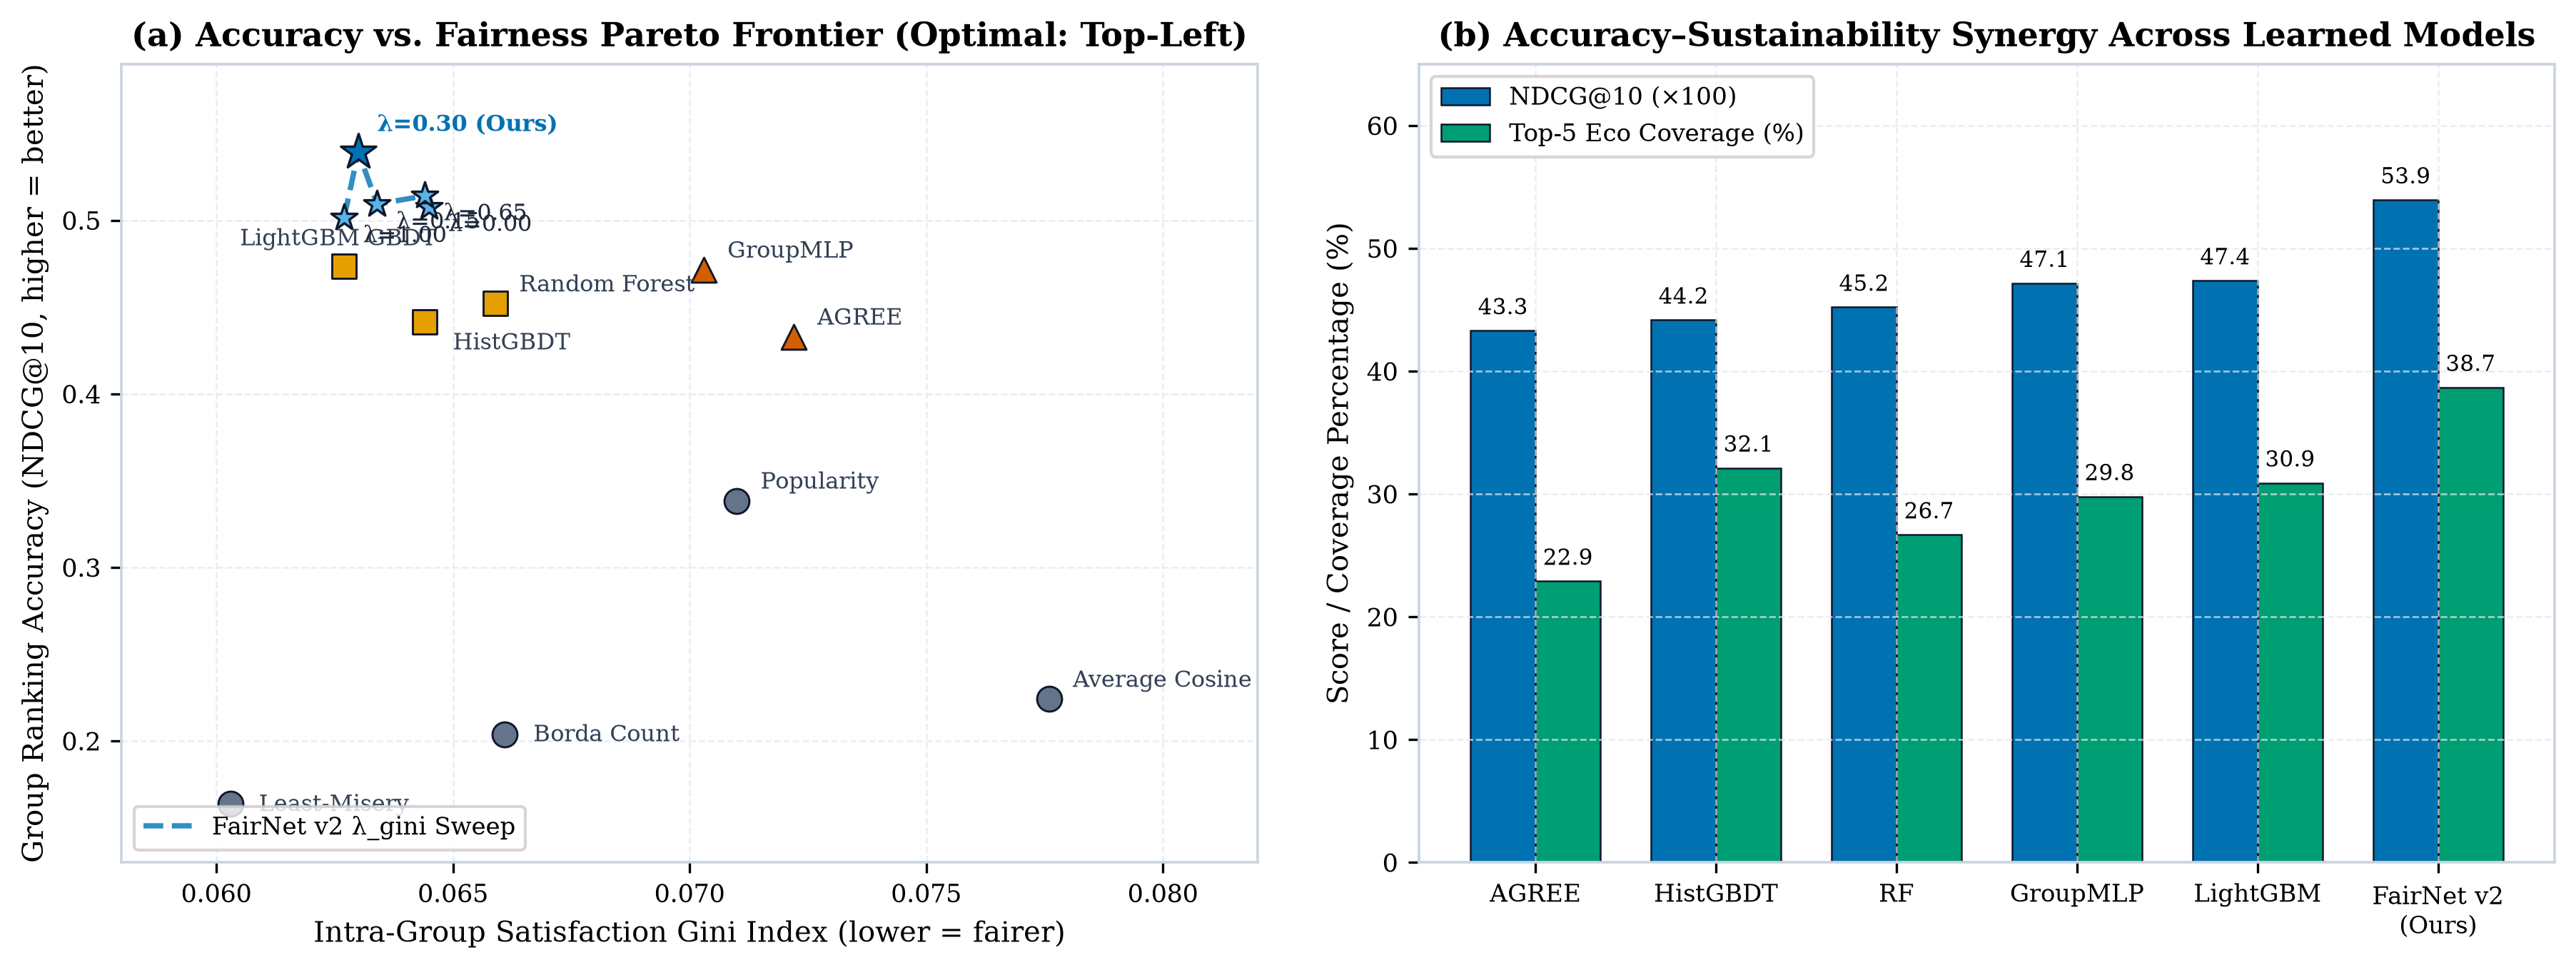 (a) Accuracy vs. Fairness Pareto Frontier (Optimal: Top-Left)
Group Ranking Accuracy (NDCG@10, higher = better)
0.5
0.4
0.3
0.2
λ=0.30 (Ours)
λ=0.65
λ=0.15
λ=0.00
λ=1.00
LightGBM GBDT
GroupMLP
Random Forest
HistGBDT
AGREE
Popularity
Average Cosine
Borda Count
Least-Misery
FairNet v2 λ_gini Sweep
0.060
0.065
0.070
0.075
0.080
Intra-Group Satisfaction Gini Index (lower = fairer)
(b) Accuracy–Sustainability Synergy Across Learned Models
Score / Coverage Percentage (%)
60
50
40
30
20
10
0
NDCG@10 (×100)
Top-5 Eco Coverage (%)
43.3
22.9
44.2
32.1
45.2
26.7
47.1
29.8
47.4
30.9
53.9
38.7
AGREE
HistGBDT
RF
GroupMLP
LightGBM
FairNet v2
(Ours)